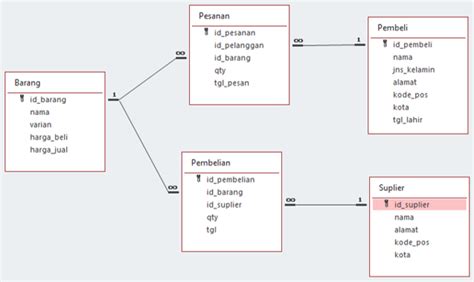 Barang
id_barang
nama
varian
harga_beli
harga_jual
Pesanan
id_pesanan
id_pelanggan
id_barang
qty
tgl_pesan
Pembeli
id_pembeli
nama
jns_kelamin
alamat
kode_pos
kota
tgl_lahir
Pembelian
id_pembelian
id_barang
id_suplier
qty
tgl
Suplier
id_suplier
nama
alamat
kode_pos
kota
1
∞
∞
1
∞
∞
1